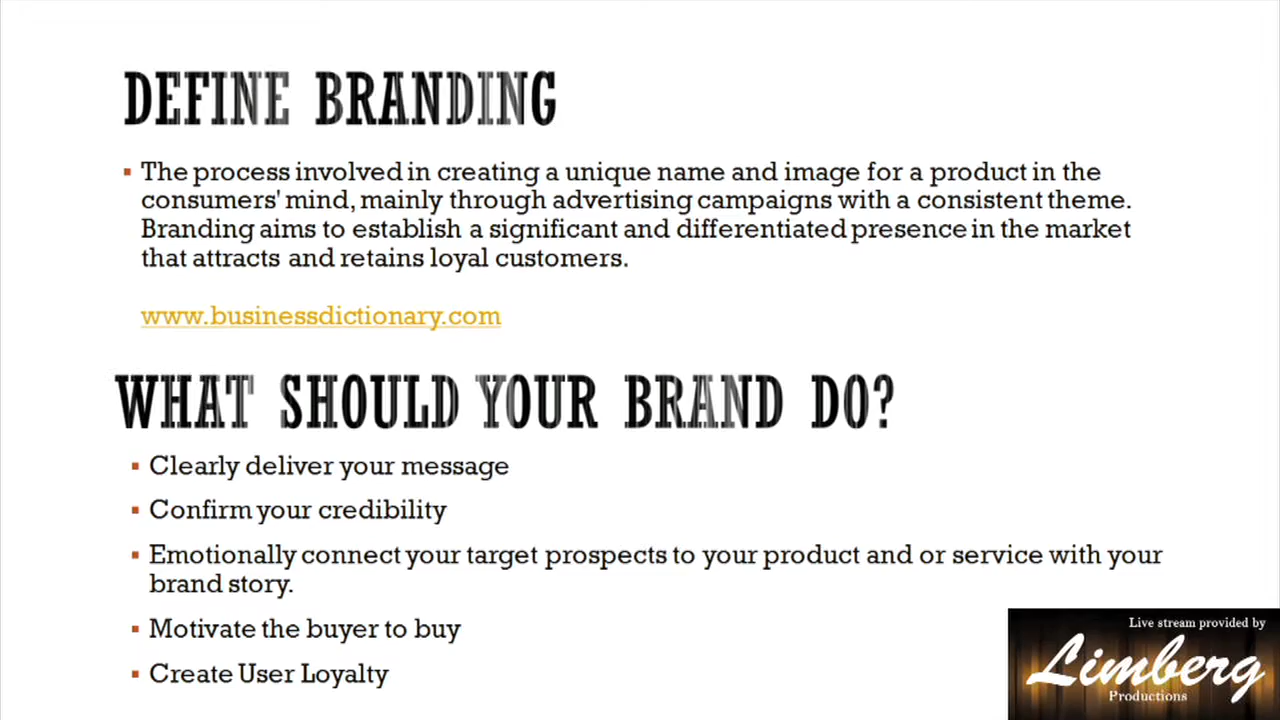 DEFINE BRANDING
▪ The process involved in creating a unique name and image for a product in the
consumers' mind, mainly through advertising campaigns with a consistent theme.
Branding aims to establish a significant and differentiated presence in the market
that attracts and retains loyal customers.
www.businessdictionary.com
WHAT SHOULD YOUR BRAND DO?
▪ Clearly deliver your message
▪ Confirm your credibility
▪ Emotionally connect your target prospects to your product and or service with your
brand story.
▪ Motivate the buyer to buy
▪ Create User Loyalty
Live stream provided by
Limberg
Productions